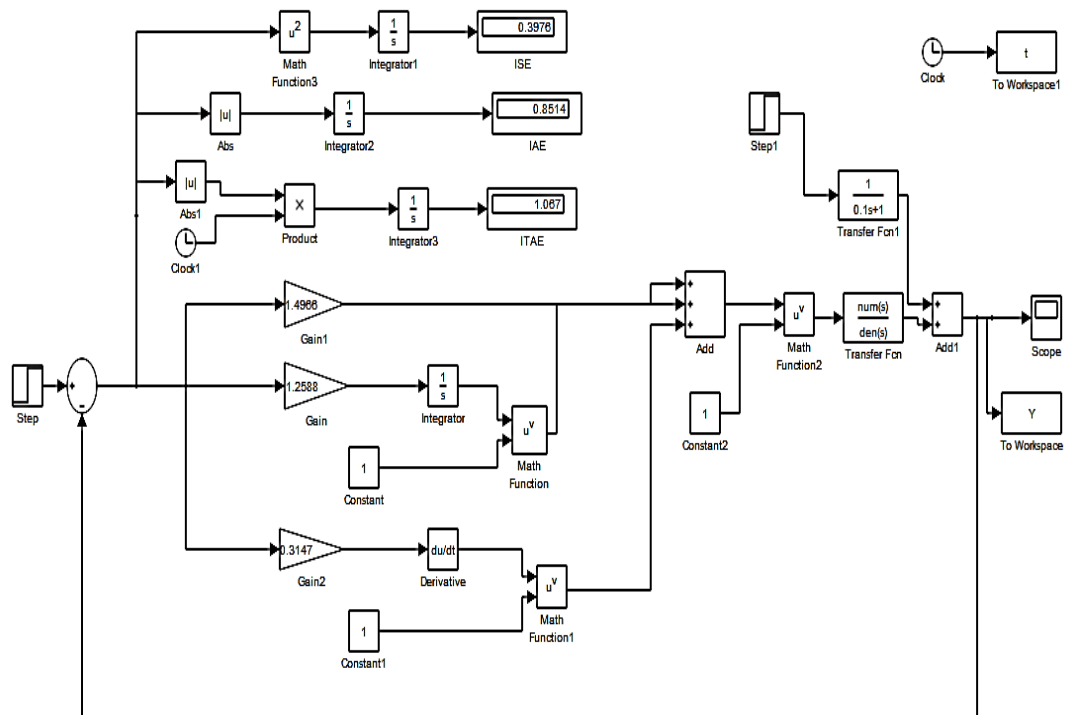 u2
Math
Function3
1
s
Integrator1
0.3976
ISE
Clock
t
To Workspace1
|u|
Abs
1
s
Integrator2
0.8514
IAE
Step1
|u|
Abs1
Clock1
×
Product
1
s
Integrator3
1.067
ITAE
1
0.1s+1
Transfer Fcn1
1.4966
Gain1
+
+
+
Add
uv
Math
Function2
num(s)
den(s)
Transfer Fcn
+
+
Add1
Scope
Step
+
-
1.2588
Gain
1
s
Integrator
uv
Math
Function
1
Constant
1
Constant2
Y
To Workspace
0.3147
Gain2
du/dt
Derivative
uv
Math
Function1
1
Constant1